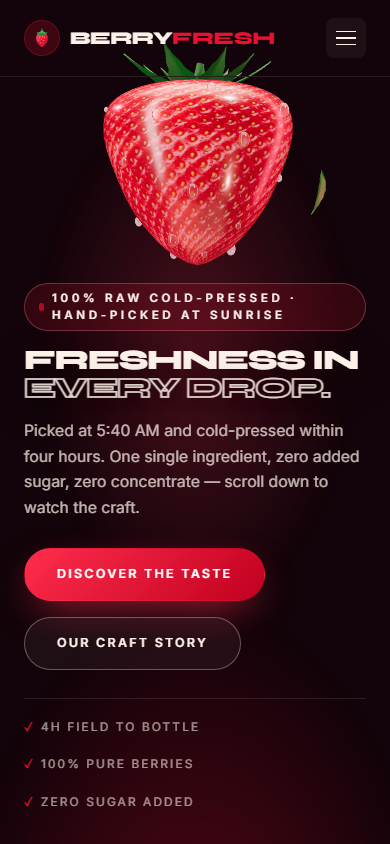 BERRYFRESH
100% RAW COLD-PRESSED ·
HAND-PICKED AT SUNRISE
FRESHNESS IN
EVERY DROP.
Picked at 5:40 AM and cold-pressed within
four hours. One single ingredient, zero added
sugar, zero concentrate — scroll down to
watch the craft.
DISCOVER THE TASTE
OUR CRAFT STORY
✓ 4H FIELD TO BOTTLE
✓ 100% PURE BERRIES
✓ ZERO SUGAR ADDED